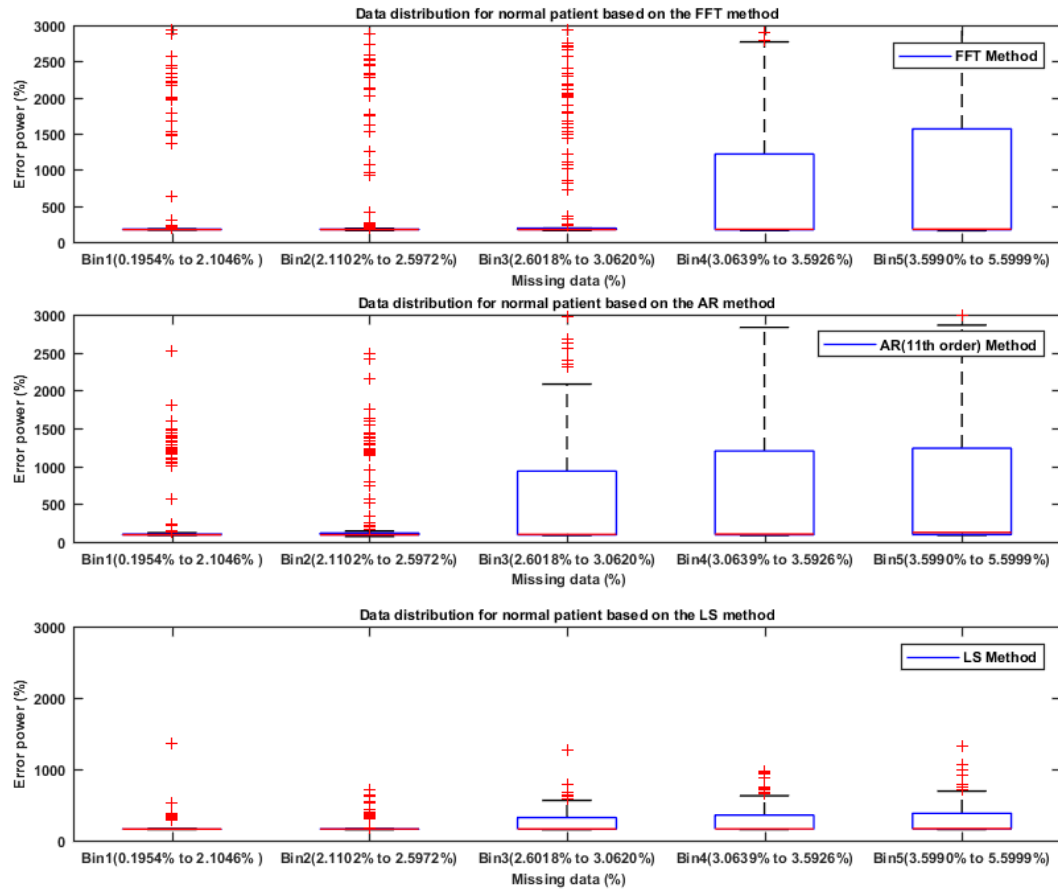 Data distribution for normal patient based on the FFT method
3000
2500
2000
1500
1000
500
0
Error power (%)
FFT Method
Bin1(0.1954% to 2.1046% ) Bin2(2.1102% to 2.5972%) Bin3(2.6018% to 3.0620%) Bin4(3.0639% to 3.5926%) Bin5(3.5990% to 5.5999%)
Missing data (%)
Data distribution for normal patient based on the AR method
3000
2500
2000
1500
1000
500
0
Error power (%)
AR(11th order) Method
Bin1(0.1954% to 2.1046% ) Bin2(2.1102% to 2.5972%) Bin3(2.6018% to 3.0620%) Bin4(3.0639% to 3.5926%) Bin5(3.5990% to 5.5999%)
Missing data (%)
Data distribution for normal patient based on the LS method
3000
2000
1000
0
Error power (%)
LS Method
Bin1(0.1954% to 2.1046% ) Bin2(2.1102% to 2.5972%) Bin3(2.6018% to 3.0620%) Bin4(3.0639% to 3.5926%) Bin5(3.5990% to 5.5999%)
Missing data (%)